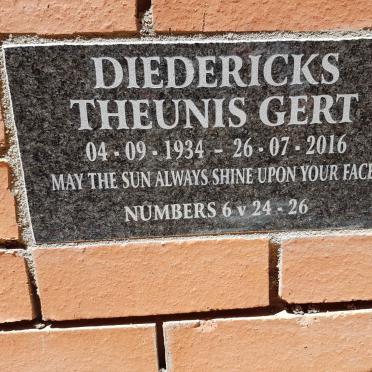 DIEDERICKS
THEUNIS GERT
04 - 09 - 1934 - 26 - 07 - 2016
MAY THE SUN ALWAYS SHINE UPON YOUR FACE
NUMBERS 6 v 24 - 26